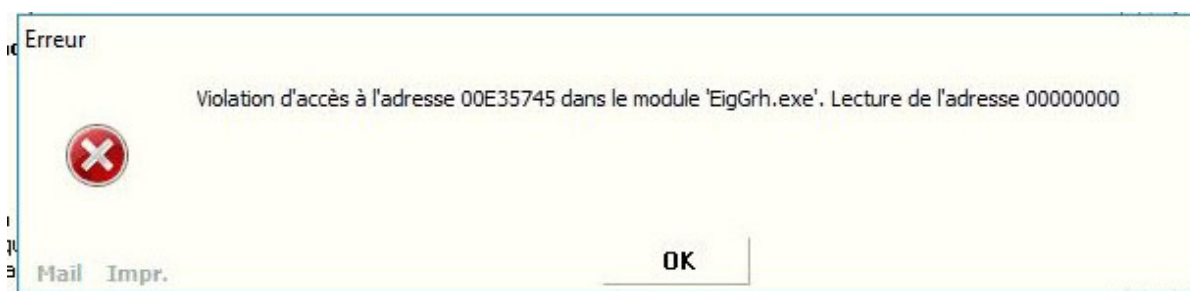 Erreur
Violation d'accès à l'adresse 00E35745 dans le module 'EigGrh.exe'. Lecture de l'adresse 00000000
OK
Mail Impr.